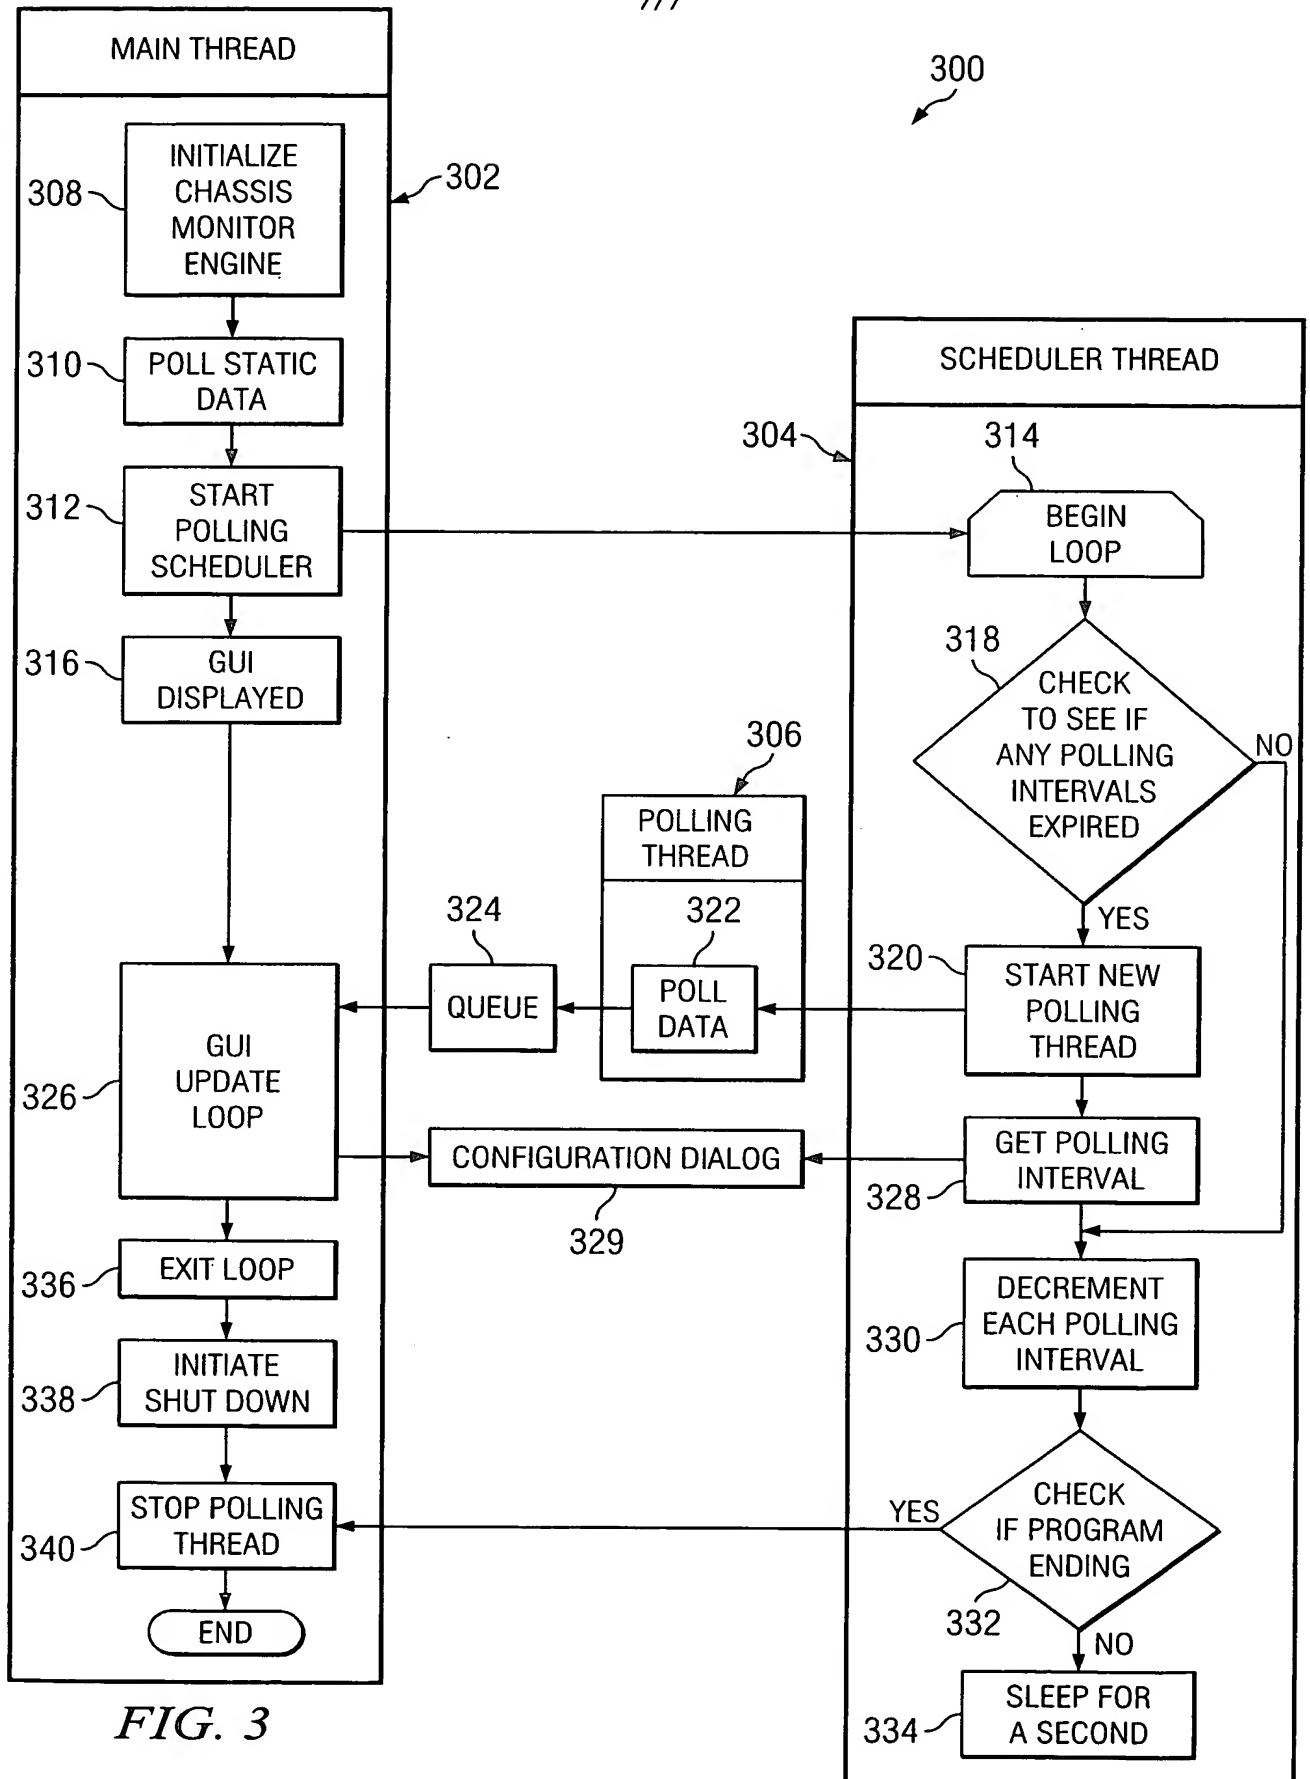 MAIN THREAD
300
INITIALIZE
CHASSIS
MONITOR
ENGINE
308
302
310
POLL STATIC
DATA
SCHEDULER THREAD
304
314
312
START
POLLING
SCHEDULER
BEGIN
LOOP
316
GUI
DISPLAYED
318
CHECK
TO SEE IF
ANY POLLING
INTERVALS
EXPIRED
NO
YES
306
POLLING
THREAD
324
322
320
QUEUE
POLL
DATA
START NEW
POLLING
THREAD
326
GUI
UPDATE
LOOP
CONFIGURATION DIALOG
329
GET POLLING
INTERVAL
328
336
EXIT LOOP
DECREMENT
EACH POLLING
INTERVAL
330
338
INITIATE
SHUT DOWN
340
STOP POLLING
THREAD
YES
CHECK
IF PROGRAM
ENDING
332
NO
END
334
SLEEP FOR
A SECOND
FIG. 3